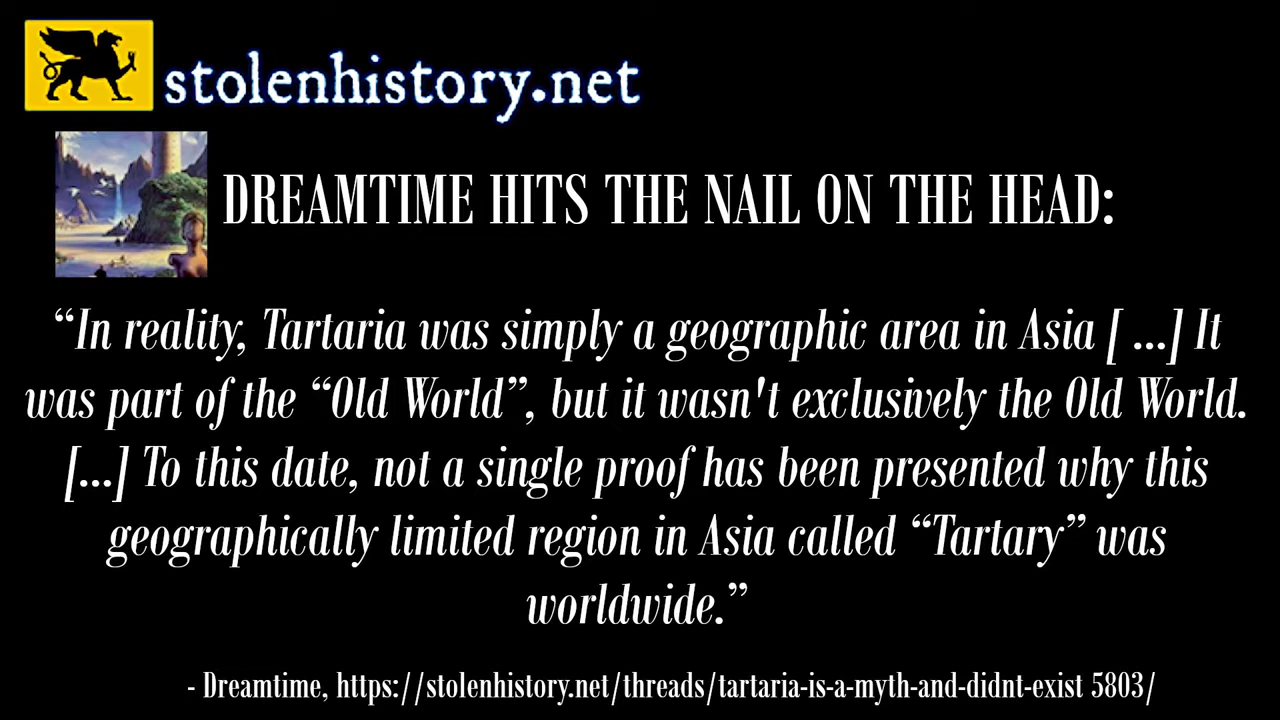 stolenhistory.net
DREAMTIME HITS THE NAIL ON THE HEAD:
“In reality, Tartaria was simply a geographic area in Asia [ ...] It
was part of the “Old World”, but it wasn't exclusively the Old World.
[...] To this date, not a single proof has been presented why this
geographically limited region in Asia called “Tartary” was
worldwide.”
- Dreamtime, https://stolenhistory.net/threads/tartaria-is-a-myth-and-didnt-exist 5803/